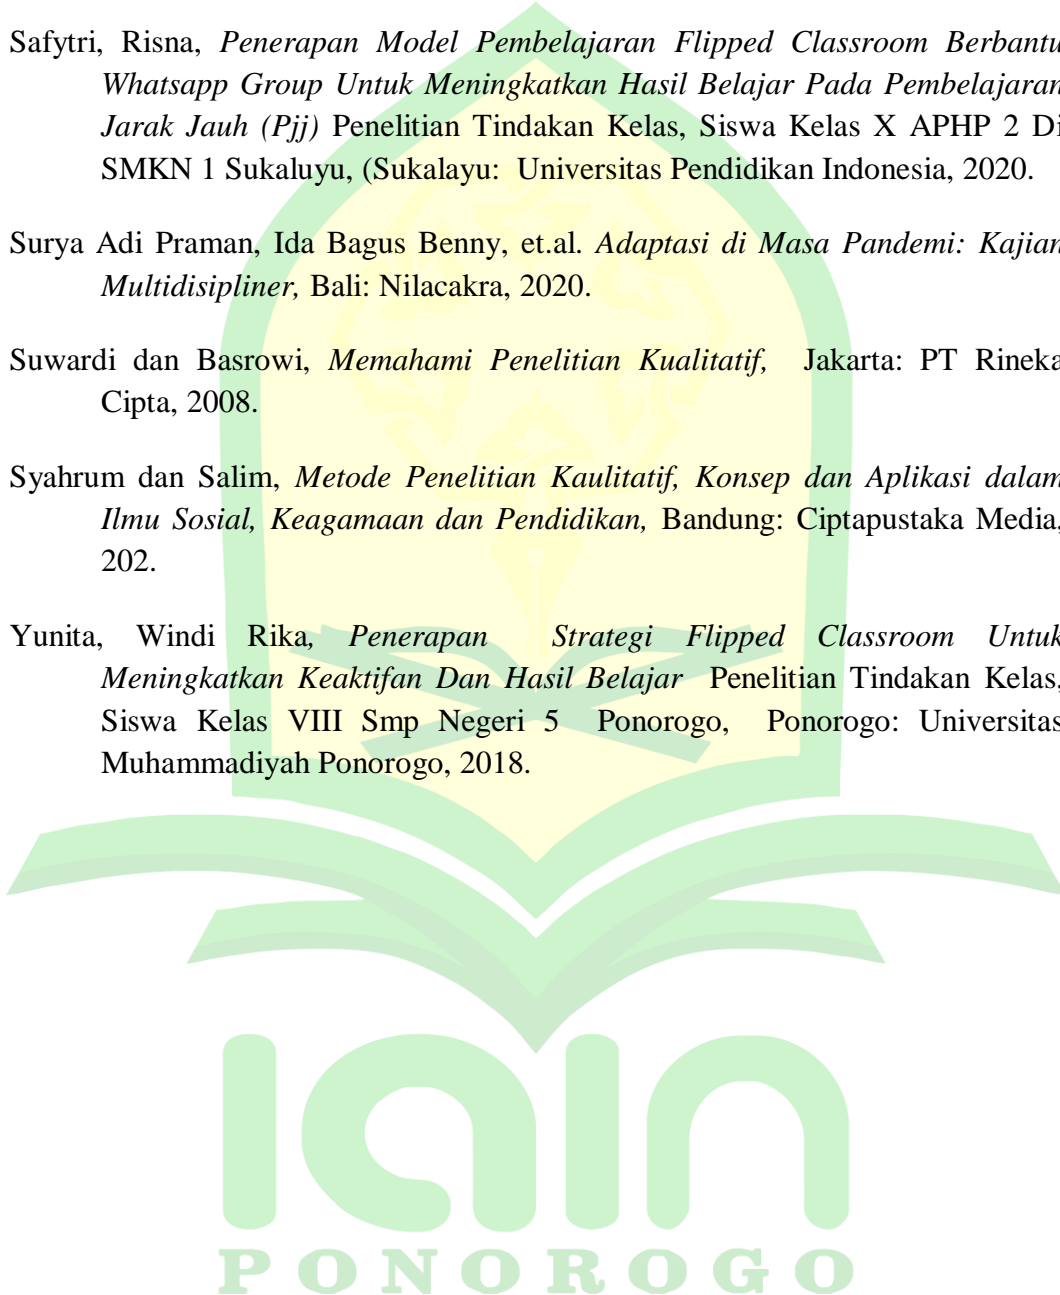 Safytri, Risna, Penerapan Model Pembelajaran Flipped Classroom Berbantu
Whatsapp Group Untuk Meningkatkan Hasil Belajar Pada Pembelajaran
Jarak Jauh (Pjj) Penelitian Tindakan Kelas, Siswa Kelas X APHP 2 Di
SMKN 1 Sukaluyu, (Sukalayu: Universitas Pendidikan Indonesia, 2020.
Surya Adi Praman, Ida Bagus Benny, et.al. Adaptasi di Masa Pandemi: Kajian
Multidisipliner, Bali: Nilacakra, 2020.
Suwardi dan Basrowi, Memahami Penelitian Kualitatif, Jakarta: PT Rineka
Cipta, 2008.
Syahrum dan Salim, Metode Penelitian Kaulitatif, Konsep dan Aplikasi dalam
Ilmu Sosial, Keagamaan dan Pendidikan, Bandung: Ciptapustaka Media,
202.
Yunita, Windi Rika, Penerapan Strategi Flipped Classroom Untuk
Meningkatkan Keaktifan Dan Hasil Belajar Penelitian Tindakan Kelas,
Siswa Kelas VIII Smp Negeri 5 Ponorogo, Ponorogo: Universitas
Muhammadiyah Ponorogo, 2018.
iain
PONOROGO